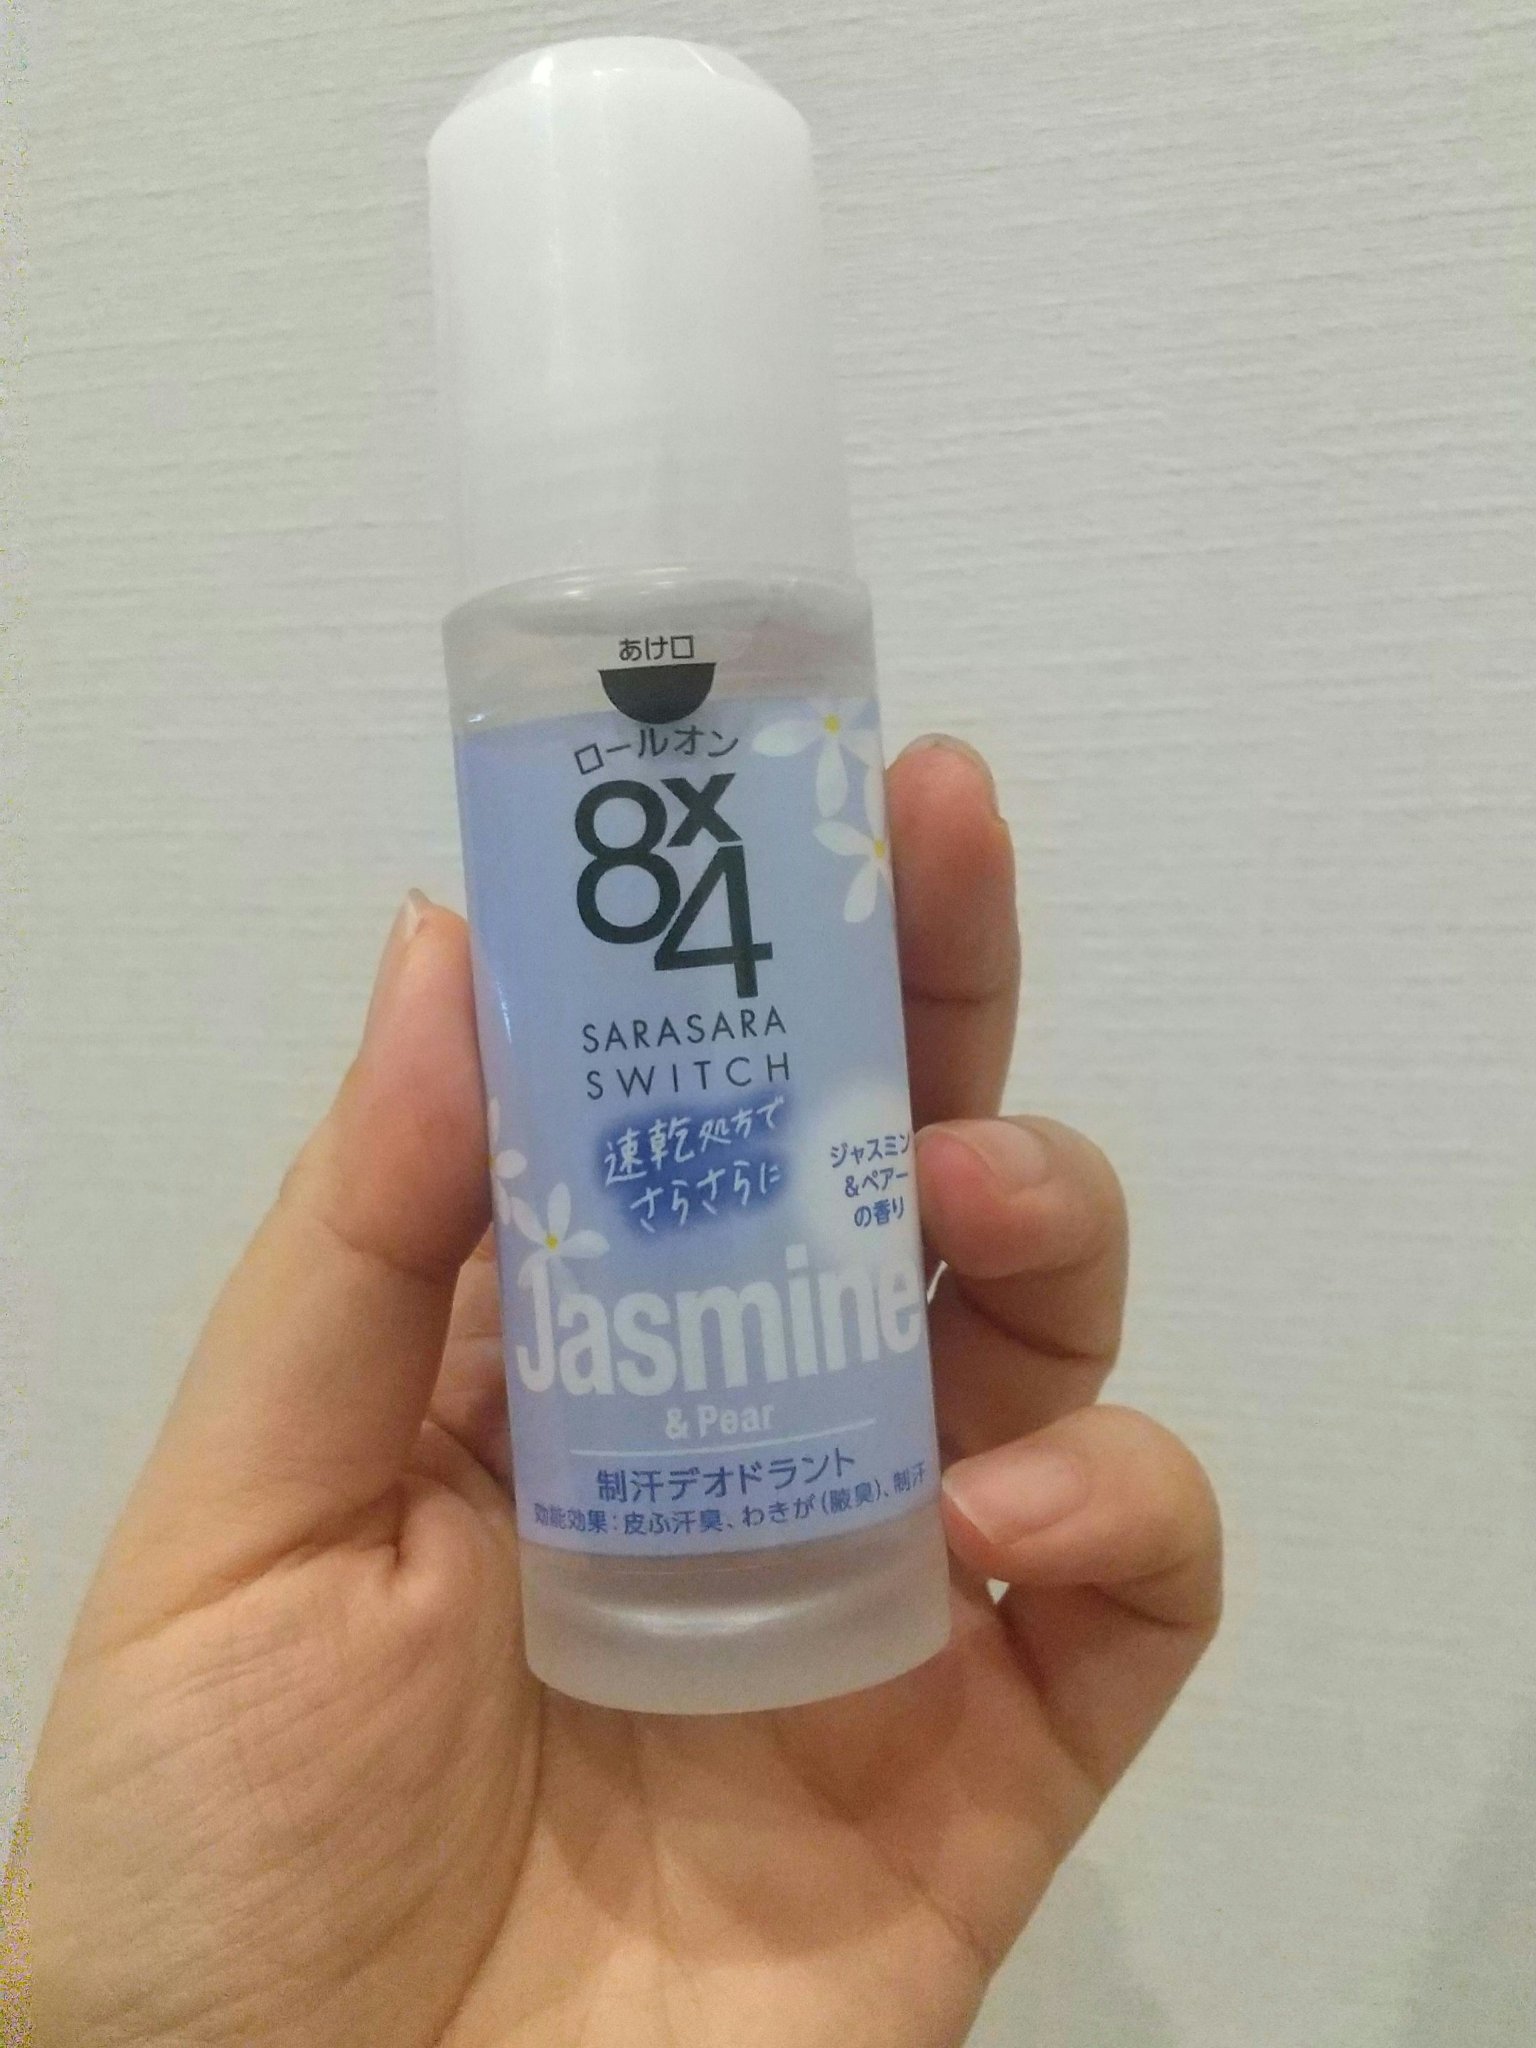 あけ口
ロールオン
8x4
SARASARA
SWITCH
速乾処方で
さらさらに
ジャスミン
&ペアー
の香り
Jasmine
& Pear
制汗デオドラント
効能効果：皮ふ汗臭、わきが（腋臭）、制汗